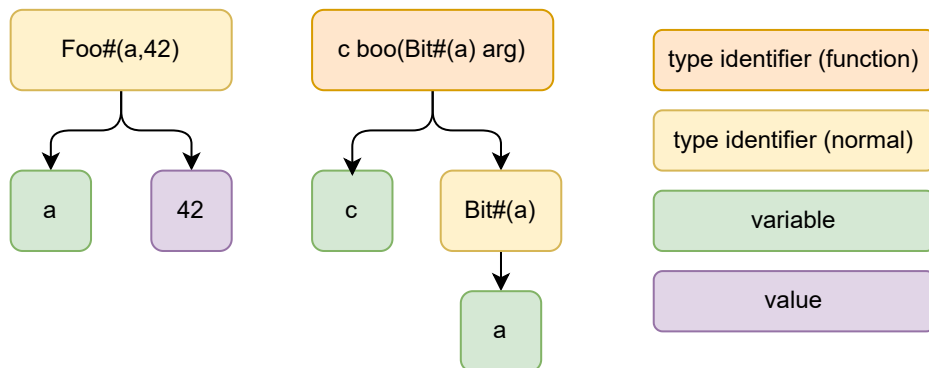 Foo#(a,42)
c boo(Bit#(a) arg)
type identifier (function)
type identifier (normal)
a
42
c
Bit#(a)
variable
value
a